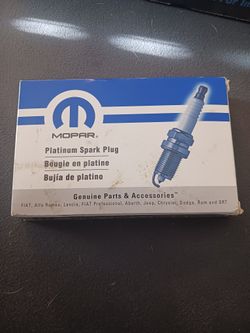 MOPAR
Platinum Spark Plug
Bougie en platine
Bujía de platino
Genuine Parts & Accessories™
FIAT, Alfa Romeo, Lancia, FIAT Professional, Abarth, Jeep, Chrysler, Dodge, Ram and SRT